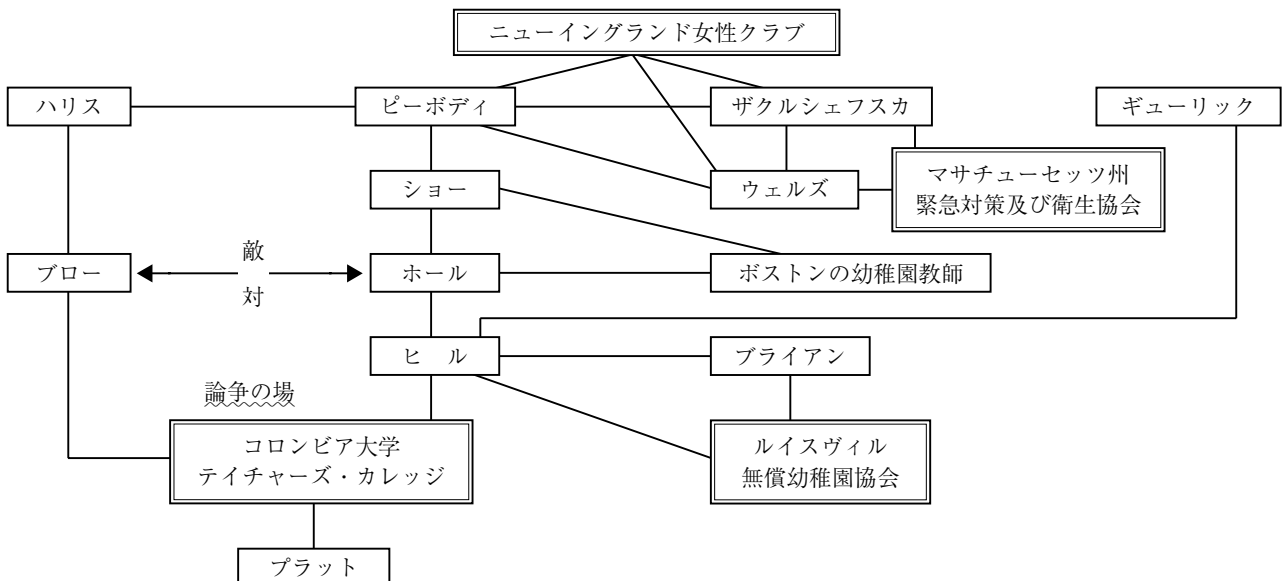 ニューイングランド女性クラブ
ハリス
ピーボディ
ザクルシェフスカ
ギューリック
ショー
ウェルズ
マサチューセッツ州
緊急対策及び衛生協会
ブロー
敵
対
ホール
ボストンの幼稚園教師
ヒ　ル
ブライアン
論争の場
コロンビア大学
テイチャーズ・カレッジ
ルイスヴィル
無償幼稚園協会
プラット